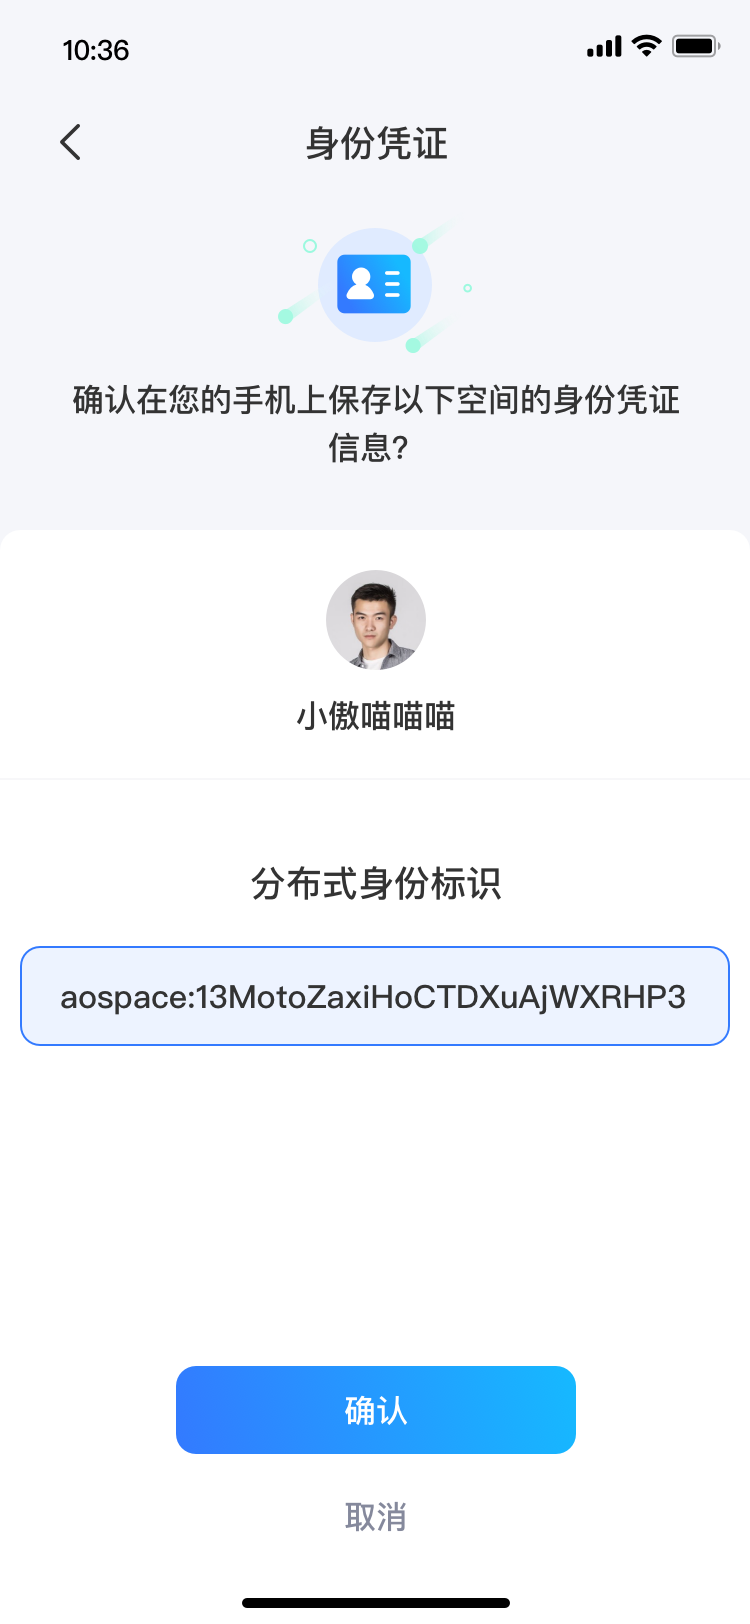 10:36
身份凭证
确认在您的手机上保存以下空间的身份凭证
信息?
小傲喵喵喵
分布式身份标识
aospace:13MotoZaxiHoCTDXuAjWXRHP3
确认
取消